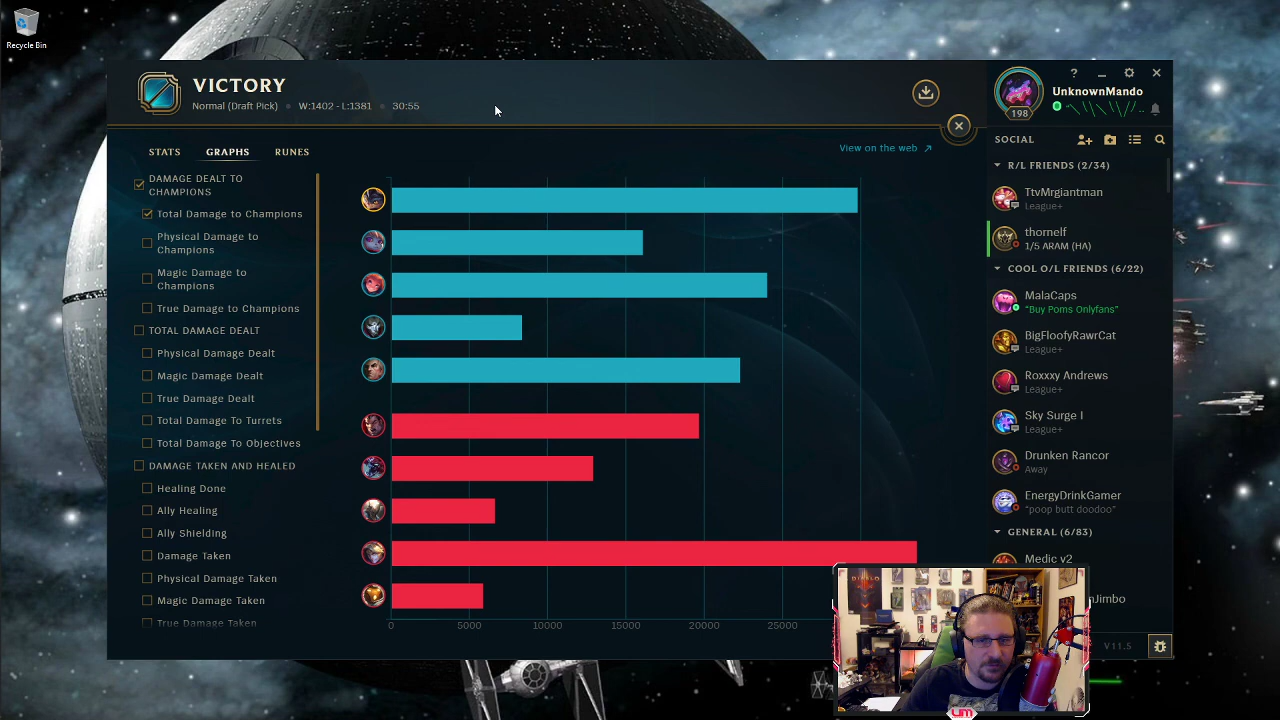 Recycle Bin
VICTORY
Normal (Draft Pick) • W:1402 - L:1381 • 30:55
STATS GRAPHS RUNES
View on the web
DAMAGE DEALT TO
CHAMPIONS
Total Damage to Champions
Physical Damage to
Champions
Magic Damage to
Champions
True Damage to Champions
TOTAL DAMAGE DEALT
Physical Damage Dealt
Magic Damage Dealt
True Damage Dealt
Total Damage To Turrets
Total Damage To Objectives
DAMAGE TAKEN AND HEALED
Healing Done
Ally Healing
Ally Shielding
Damage Taken
Physical Damage Taken
Magic Damage Taken
True Damage Taken
0 5000 10000 15000 20000 25000
?
UnknownMando
198
SOCIAL
R/L FRIENDS (2/34)
TtvMrgiantman
League+
thornelf
1/5 ARAM (HA)
COOL O/L FRIENDS (6/22)
MalaCaps
"Buy Poms Onlyfans"
BigFloofyRawrCat
League+
Roxxxy Andrews
League+
Sky Surge I
League+
Drunken Rancor
Away
EnergyDrinkGamer
"poop butt doodoo"
GENERAL (6/83)
Medic v2
nJimbo
V11.5
DIABLO
UM